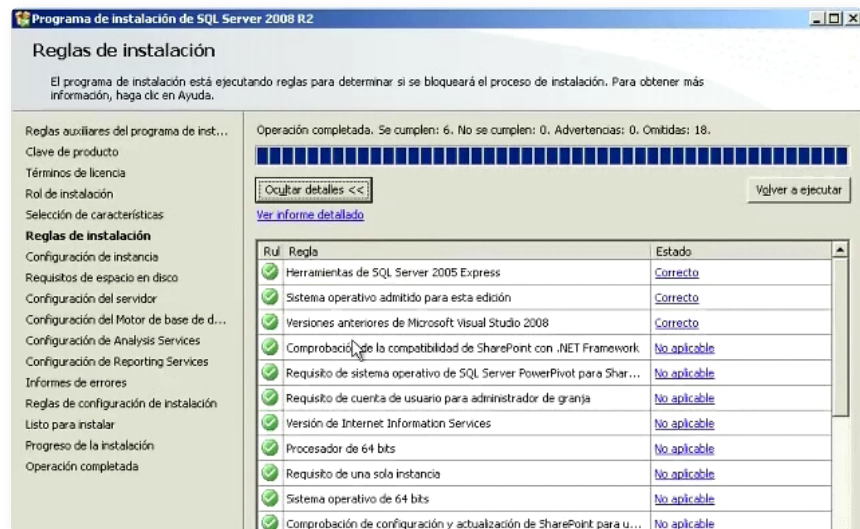 Programa de instalación de SQL Server 2008 R2
Reglas de instalación
El programa de instalación está ejecutando reglas para determinar si se bloqueará el proceso de instalación. Para obtener más
información, haga clic en Ayuda.
Reglas auxiliares del programa de inst...
Clave de producto
Términos de licencia
Rol de instalación
Selección de características
Reglas de instalación
Configuración de instancia
Requisitos de espacio en disco
Configuración del servidor
Configuración del Motor de base de d...
Configuración de Analysis Services
Configuración de Reporting Services
Informes de errores
Reglas de configuración de instalación
Listo para instalar
Progreso de la instalación
Operación completada
Operación completada. Se cumplen: 6. No se cumplen: 0. Advertencias: 0. Omitidas: 18.
Ocultar detalles << Volver a ejecutar
Ver informe detallado
Rul Regla Estado
Herramientas de SQL Server 2005 Express Correcto
Sistema operativo admitido para esta edición Correcto
Versiones anteriores de Microsoft Visual Studio 2008 Correcto
Comprobación de la compatibilidad de SharePoint con .NET Framework No aplicable
Requisito de sistema operativo de SQL Server PowerPivot para Shar... No aplicable
Requisito de cuenta de usuario para administrador de granja No aplicable
Versión de Internet Information Services No aplicable
Procesador de 64 bits No aplicable
Requisito de una sola instancia No aplicable
Sistema operativo de 64 bits No aplicable
Comprobación de configuración y actualización de SharePoint para u... No aplicable